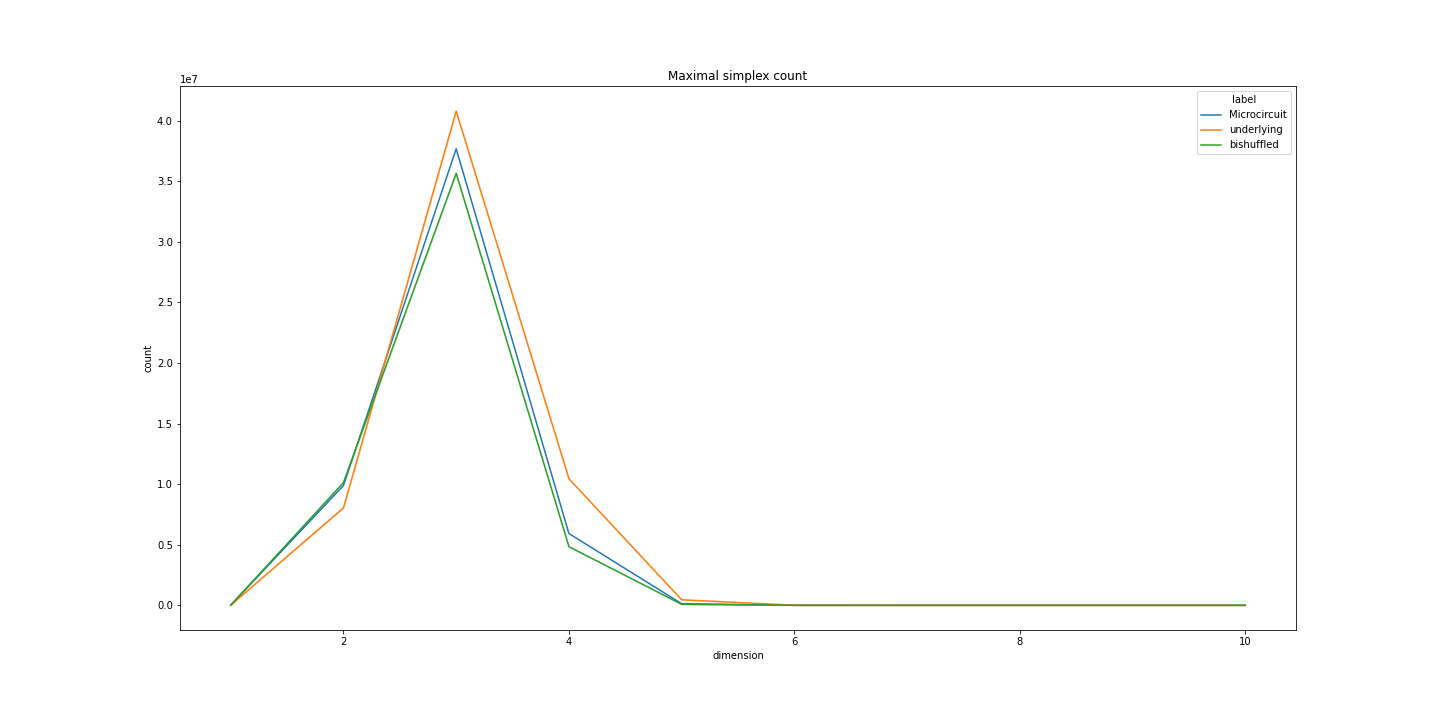 Maximal simplex count
1e7
label
Microcircuit
underlying
bishuffled
4.0
3.5
3.0
2.5
2.0
1.5
1.0
0.5
0.0
count
2 4 6 8 10
dimension